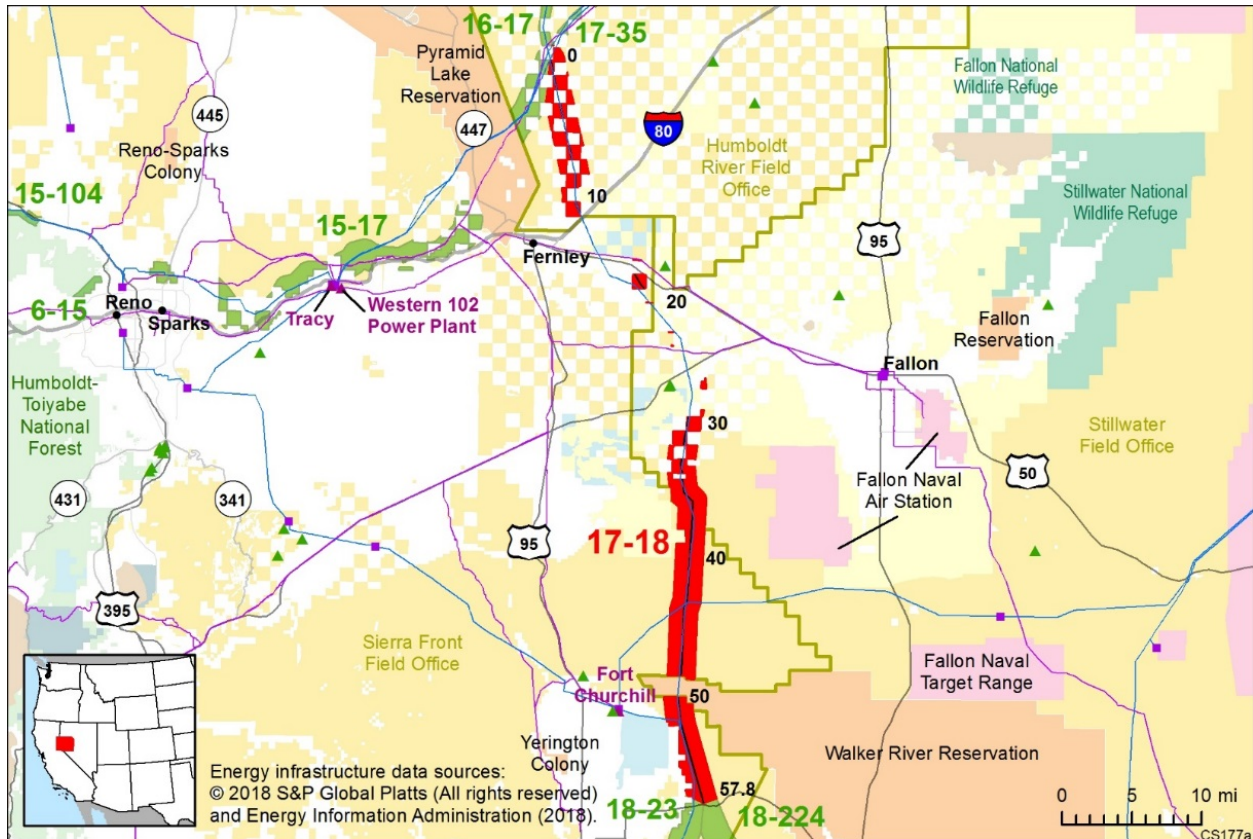 16-17
17-35
0
Pyramid
Lake
Reservation
Fallon National
Wildlife Refuge
445
447
80
Reno-Sparks
Colony
Humboldt
River Field
Office
15-104
10
Stillwater National
Wildlife Refuge
15-17
95
Fernley
6-15
Reno
Sparks
Tracy
Western 102
Power Plant
20
Fallon
Reservation
Fallon
Humboldt-
Toiyabe
National
Forest
30
Stillwater
Field Office
431
341
Fallon Naval
Air Station
50
95
17-18
40
395
Sierra Front
Field Office
Fort
Churchill
50
Fallon Naval
Target Range
Yerington
Colony
Walker River Reservation
57.8
18-23
18-224
Energy infrastructure data sources:
© 2018 S&P Global Platts (All rights reserved)
and Energy Information Administration (2018).
0 5 10 mi
CS177a